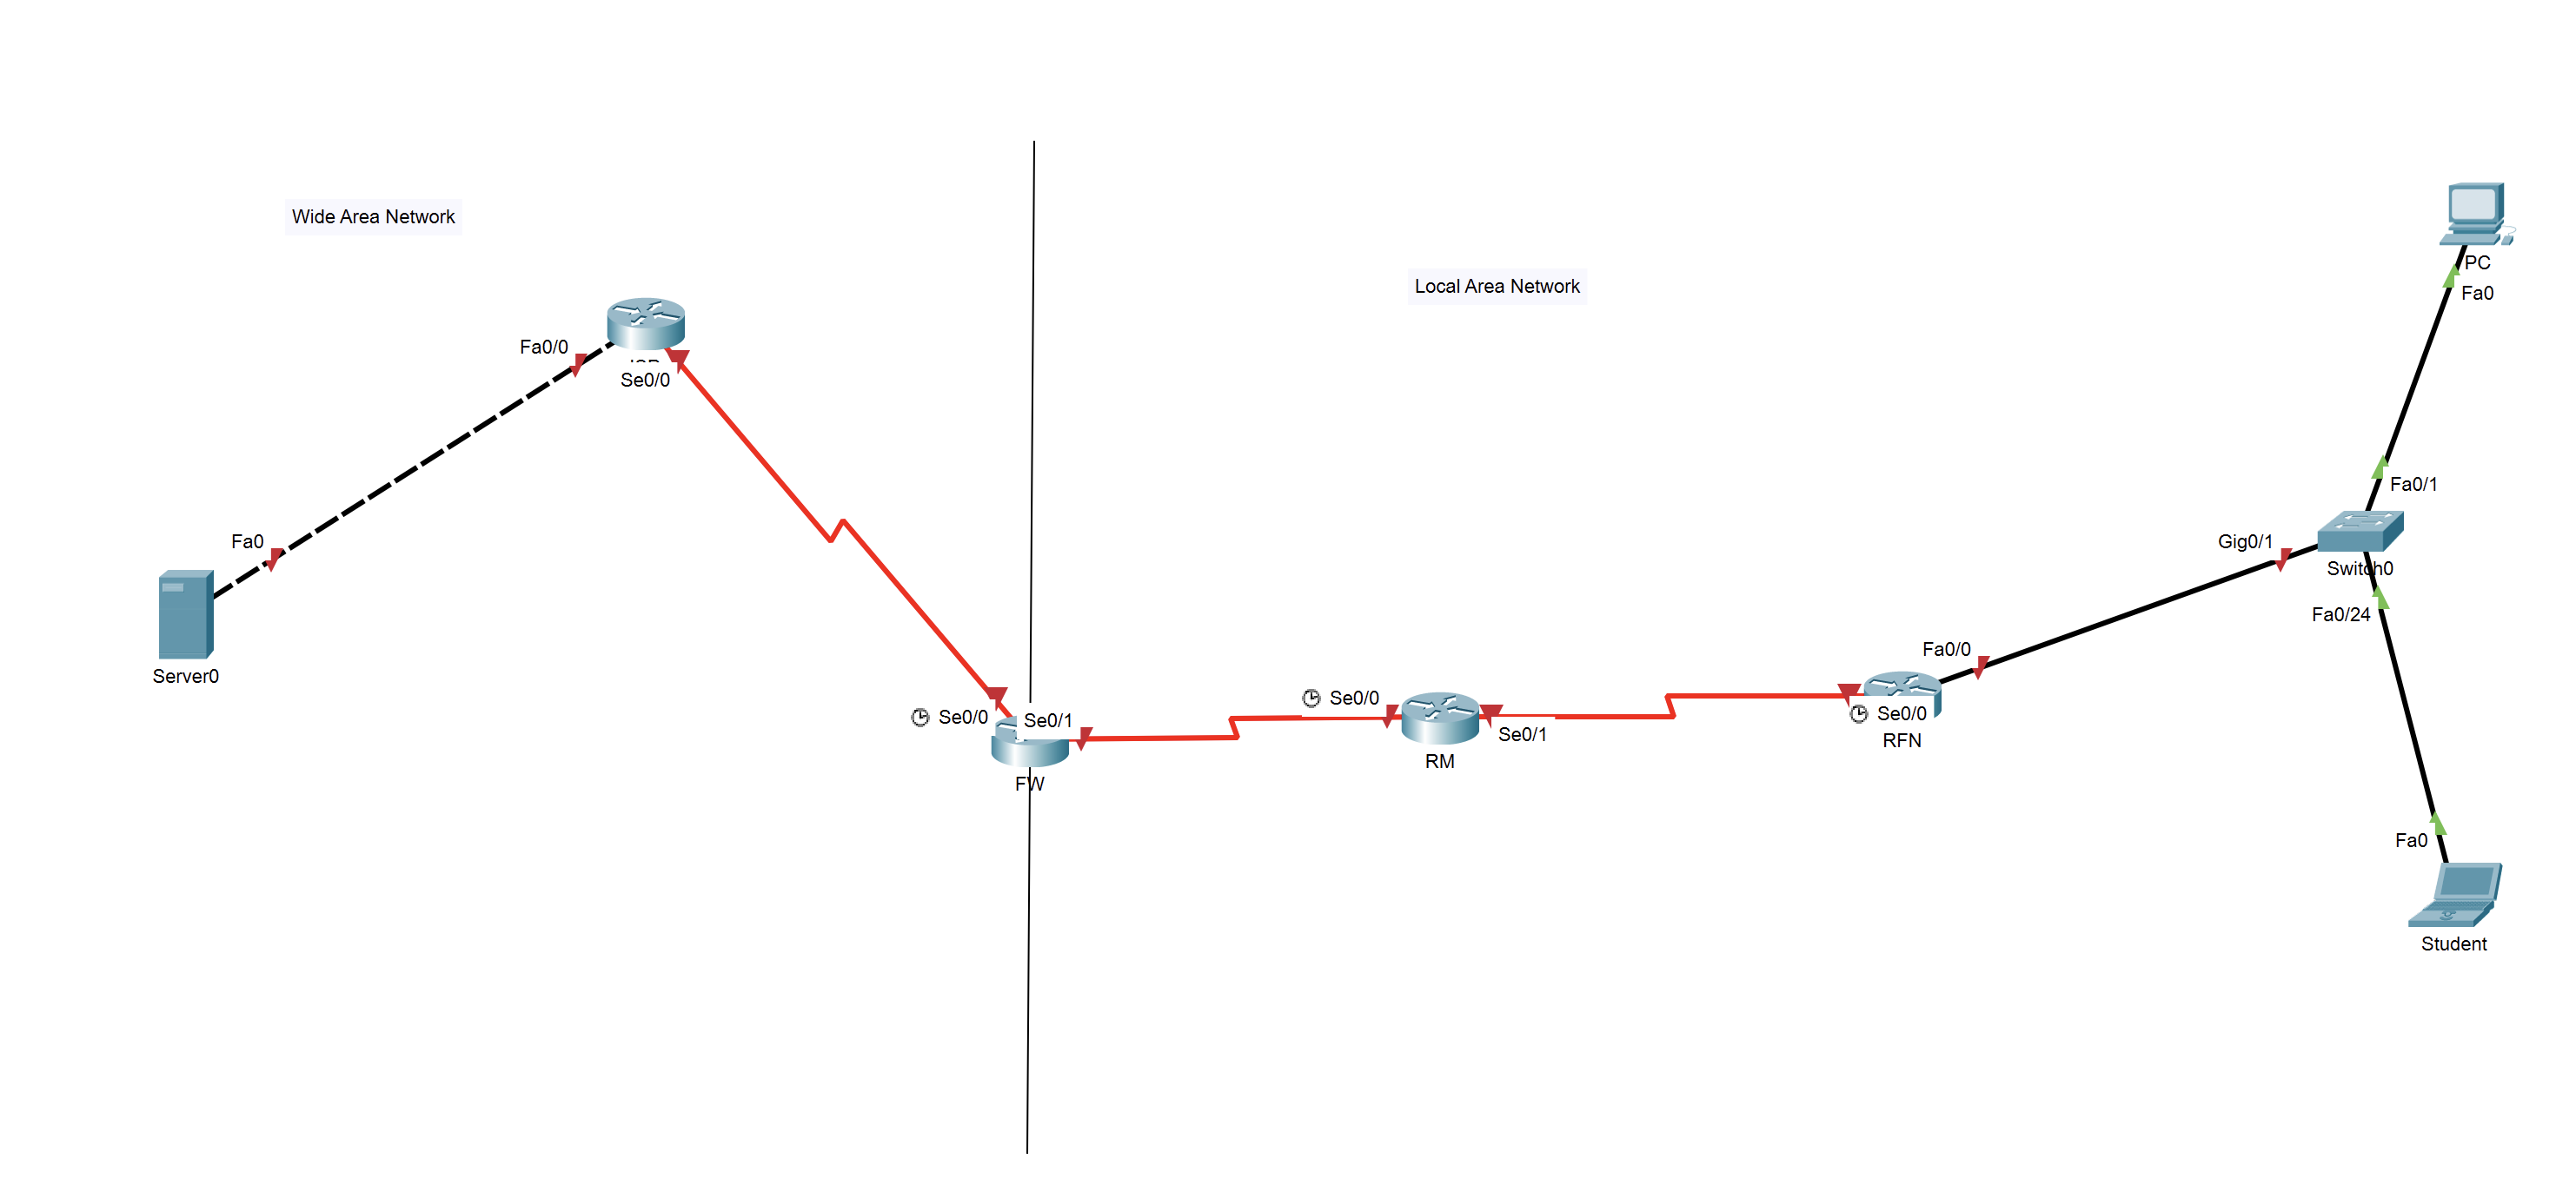 Wide Area Network
Local Area Network
PC
Fa0
Fa0/0
Se0/0
Fa0/1
Fa0
Gig0/1
Switch0
Fa0/24
Server0
Fa0/0
Se0/0
Se0/0
Se0/1
Se0/0
RFN
Se0/1
RM
FW
Fa0
Student